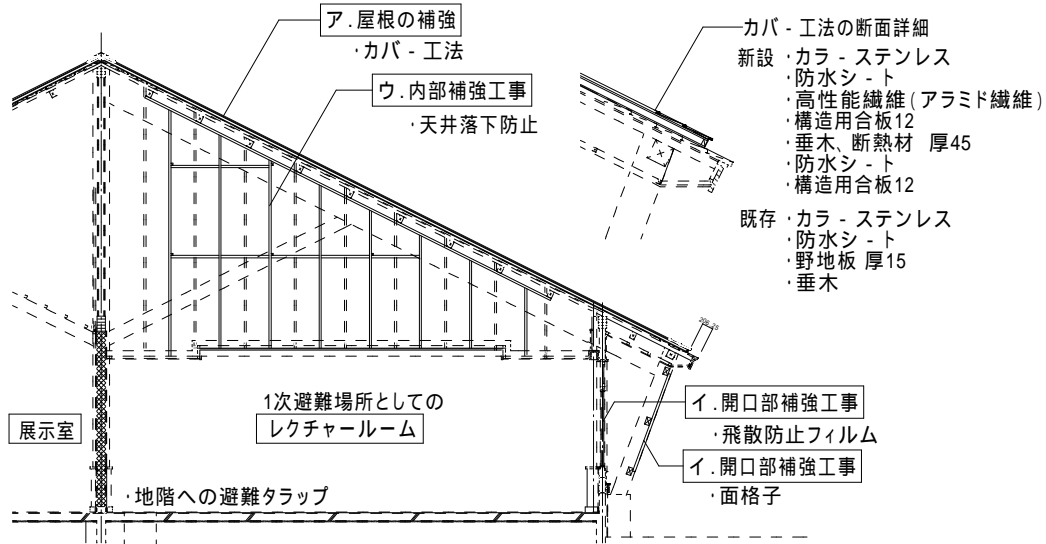 ア.屋根の補強
・カバ-工法
ウ.内部補強工事
・天井落下防止
カバ-工法の断面詳細
新設 ・カラ-ステンレス
・防水シ-ト
・高性能繊維(アラミド繊維)
・構造用合板12
・垂木、断熱材 厚45
・防水シ-ト
・構造用合板12
既存 ・カラ-ステンレス
・防水シ-ト
・野地板 厚15
・垂木
1次避難場所としての
レクチャールーム
展示室
イ.開口部補強工事
・飛散防止フィルム
イ.開口部補強工事
・面格子
・地階への避難タラップ